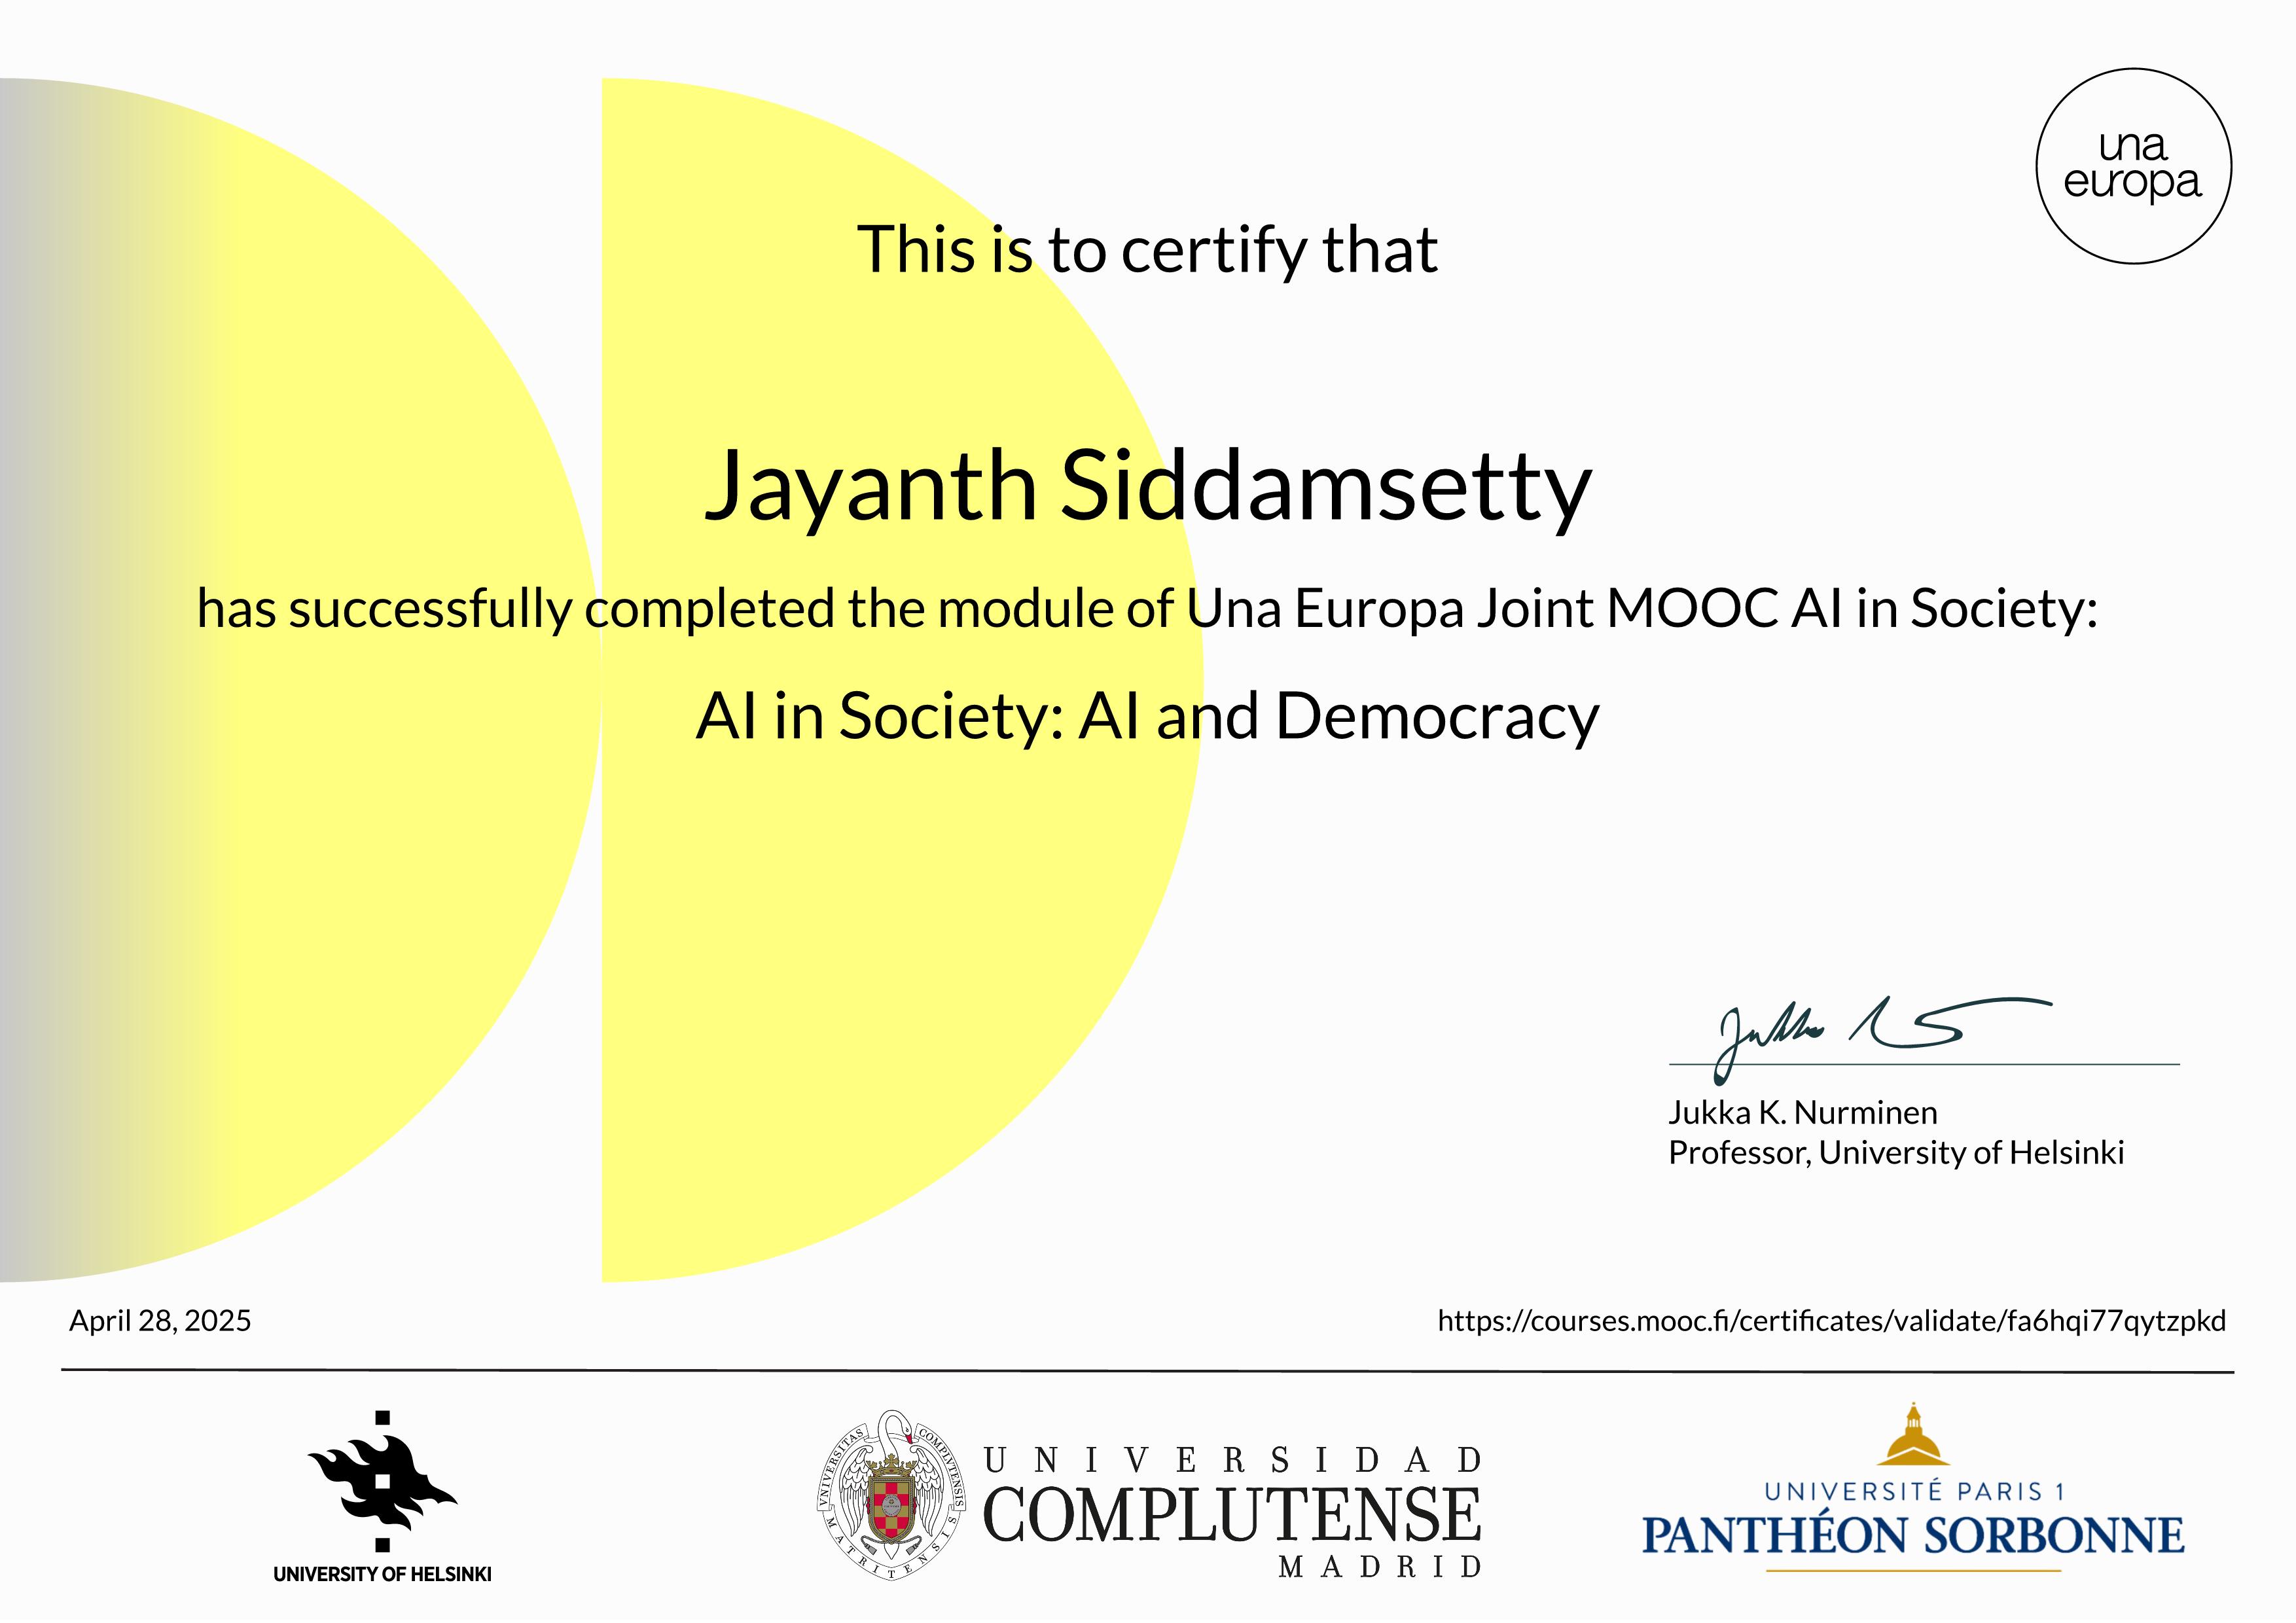 una
europa
This is to certify that
Jayanth Siddamsetty
has successfully completed the module of Una Europa Joint MOOC AI in Society:
AI in Society: AI and Democracy
Jukka K. Nurminen
Professor, University of Helsinki
April 28, 2025
https://courses.mooc.fi/certificates/validate/fa6hqi77qytzpkd
UNIVERSITY OF HELSINKI
VNIVERSITAS COMPLUTENSIS MATRITENSIS
UNIVERSIDAD
COMPLUTENSE
MADRID
UNIVERSITÉ PARIS 1
PANTHÉON SORBONNE